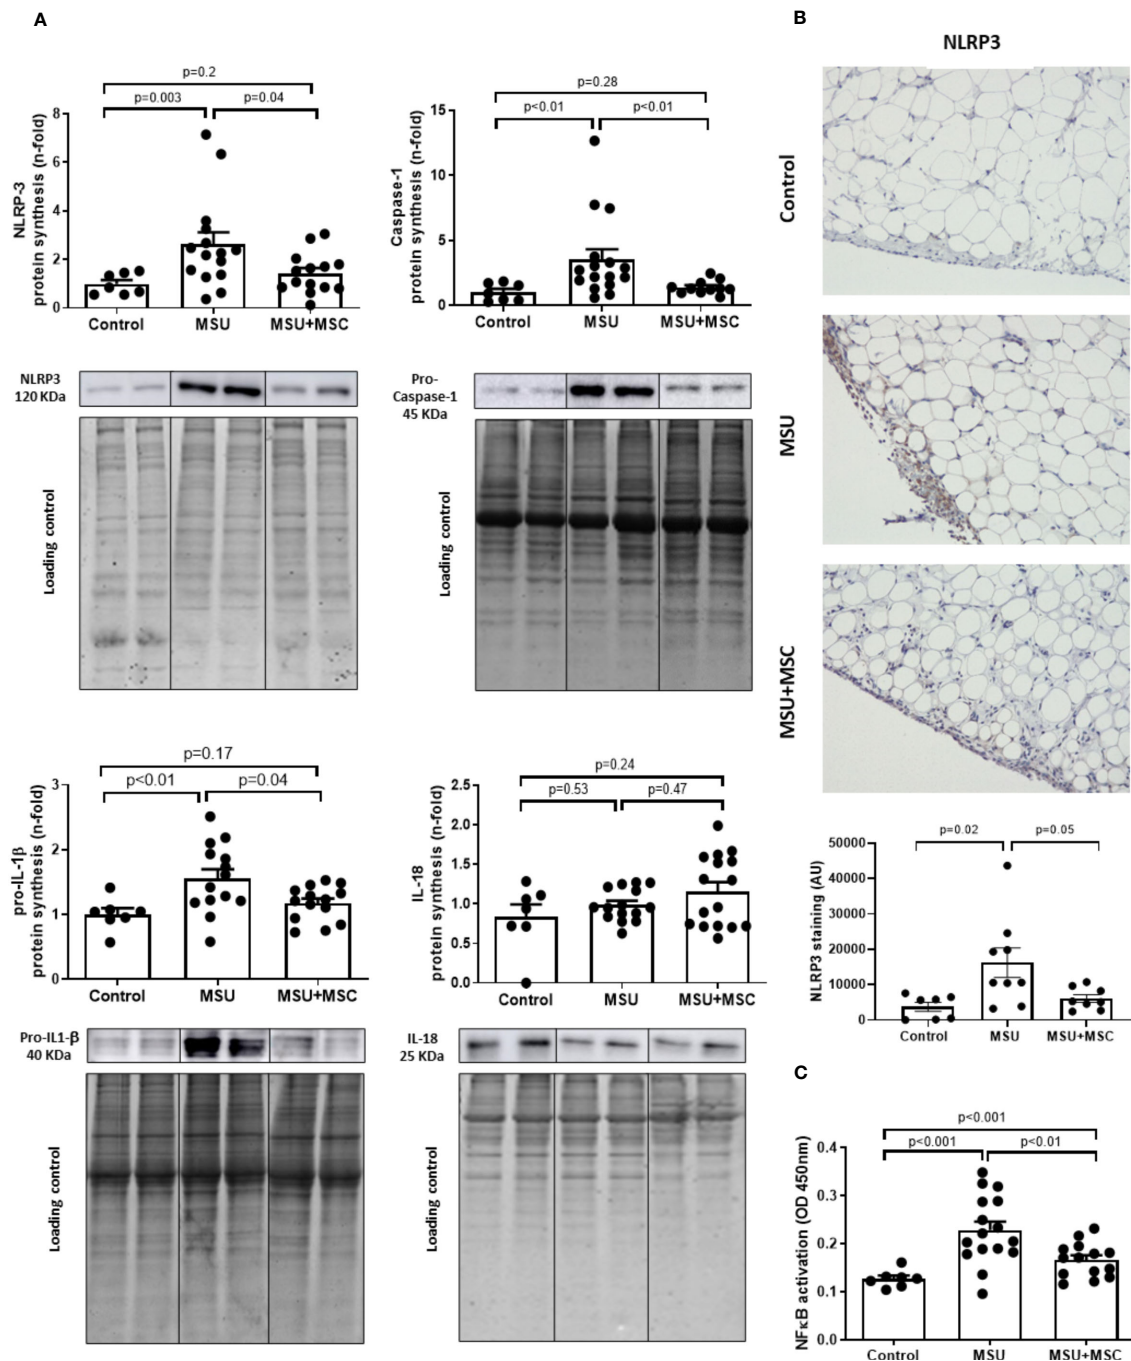 A
p=0.2
p=0.003
p=0.04
NLRP-3
protein synthesis (n-fold)
8
6
4
2
0
Control
MSU
MSU+MSC
NLRP3
120 KDa
Loading control
p=0.28
p<0.01
p<0.01
Caspase-1
protein synthesis (n-fold)
15
10
5
0
Control
MSU
MSU+MSC
Pro-
Caspase-1
45 KDa
Loading control
p=0.17
p<0.01
p=0.04
pro-IL-1β
protein synthesis (n-fold)
3
2
1
0
Control
MSU
MSU+MSC
Pro-IL1-β
40 KDa
Loading control
p=0.24
p=0.53
p=0.47
IL-18
protein synthesis (n-fold)
2.5
2.0
1.5
1.0
0.5
0.0
Control
MSU
MSU+MSC
IL-18
25 KDa
Loading control
B
NLRP3
Control
MSU
MSU+MSC
p=0.02
p=0.05
NLRP3 staining (AU)
50000
40000
30000
20000
10000
0
Control
MSU
MSU+MSC
C
p<0.001
p<0.001
p<0.01
NFκB activation (OD 450nm)
0.4
0.3
0.2
0.1
0.0
Control
MSU
MSU+MSC